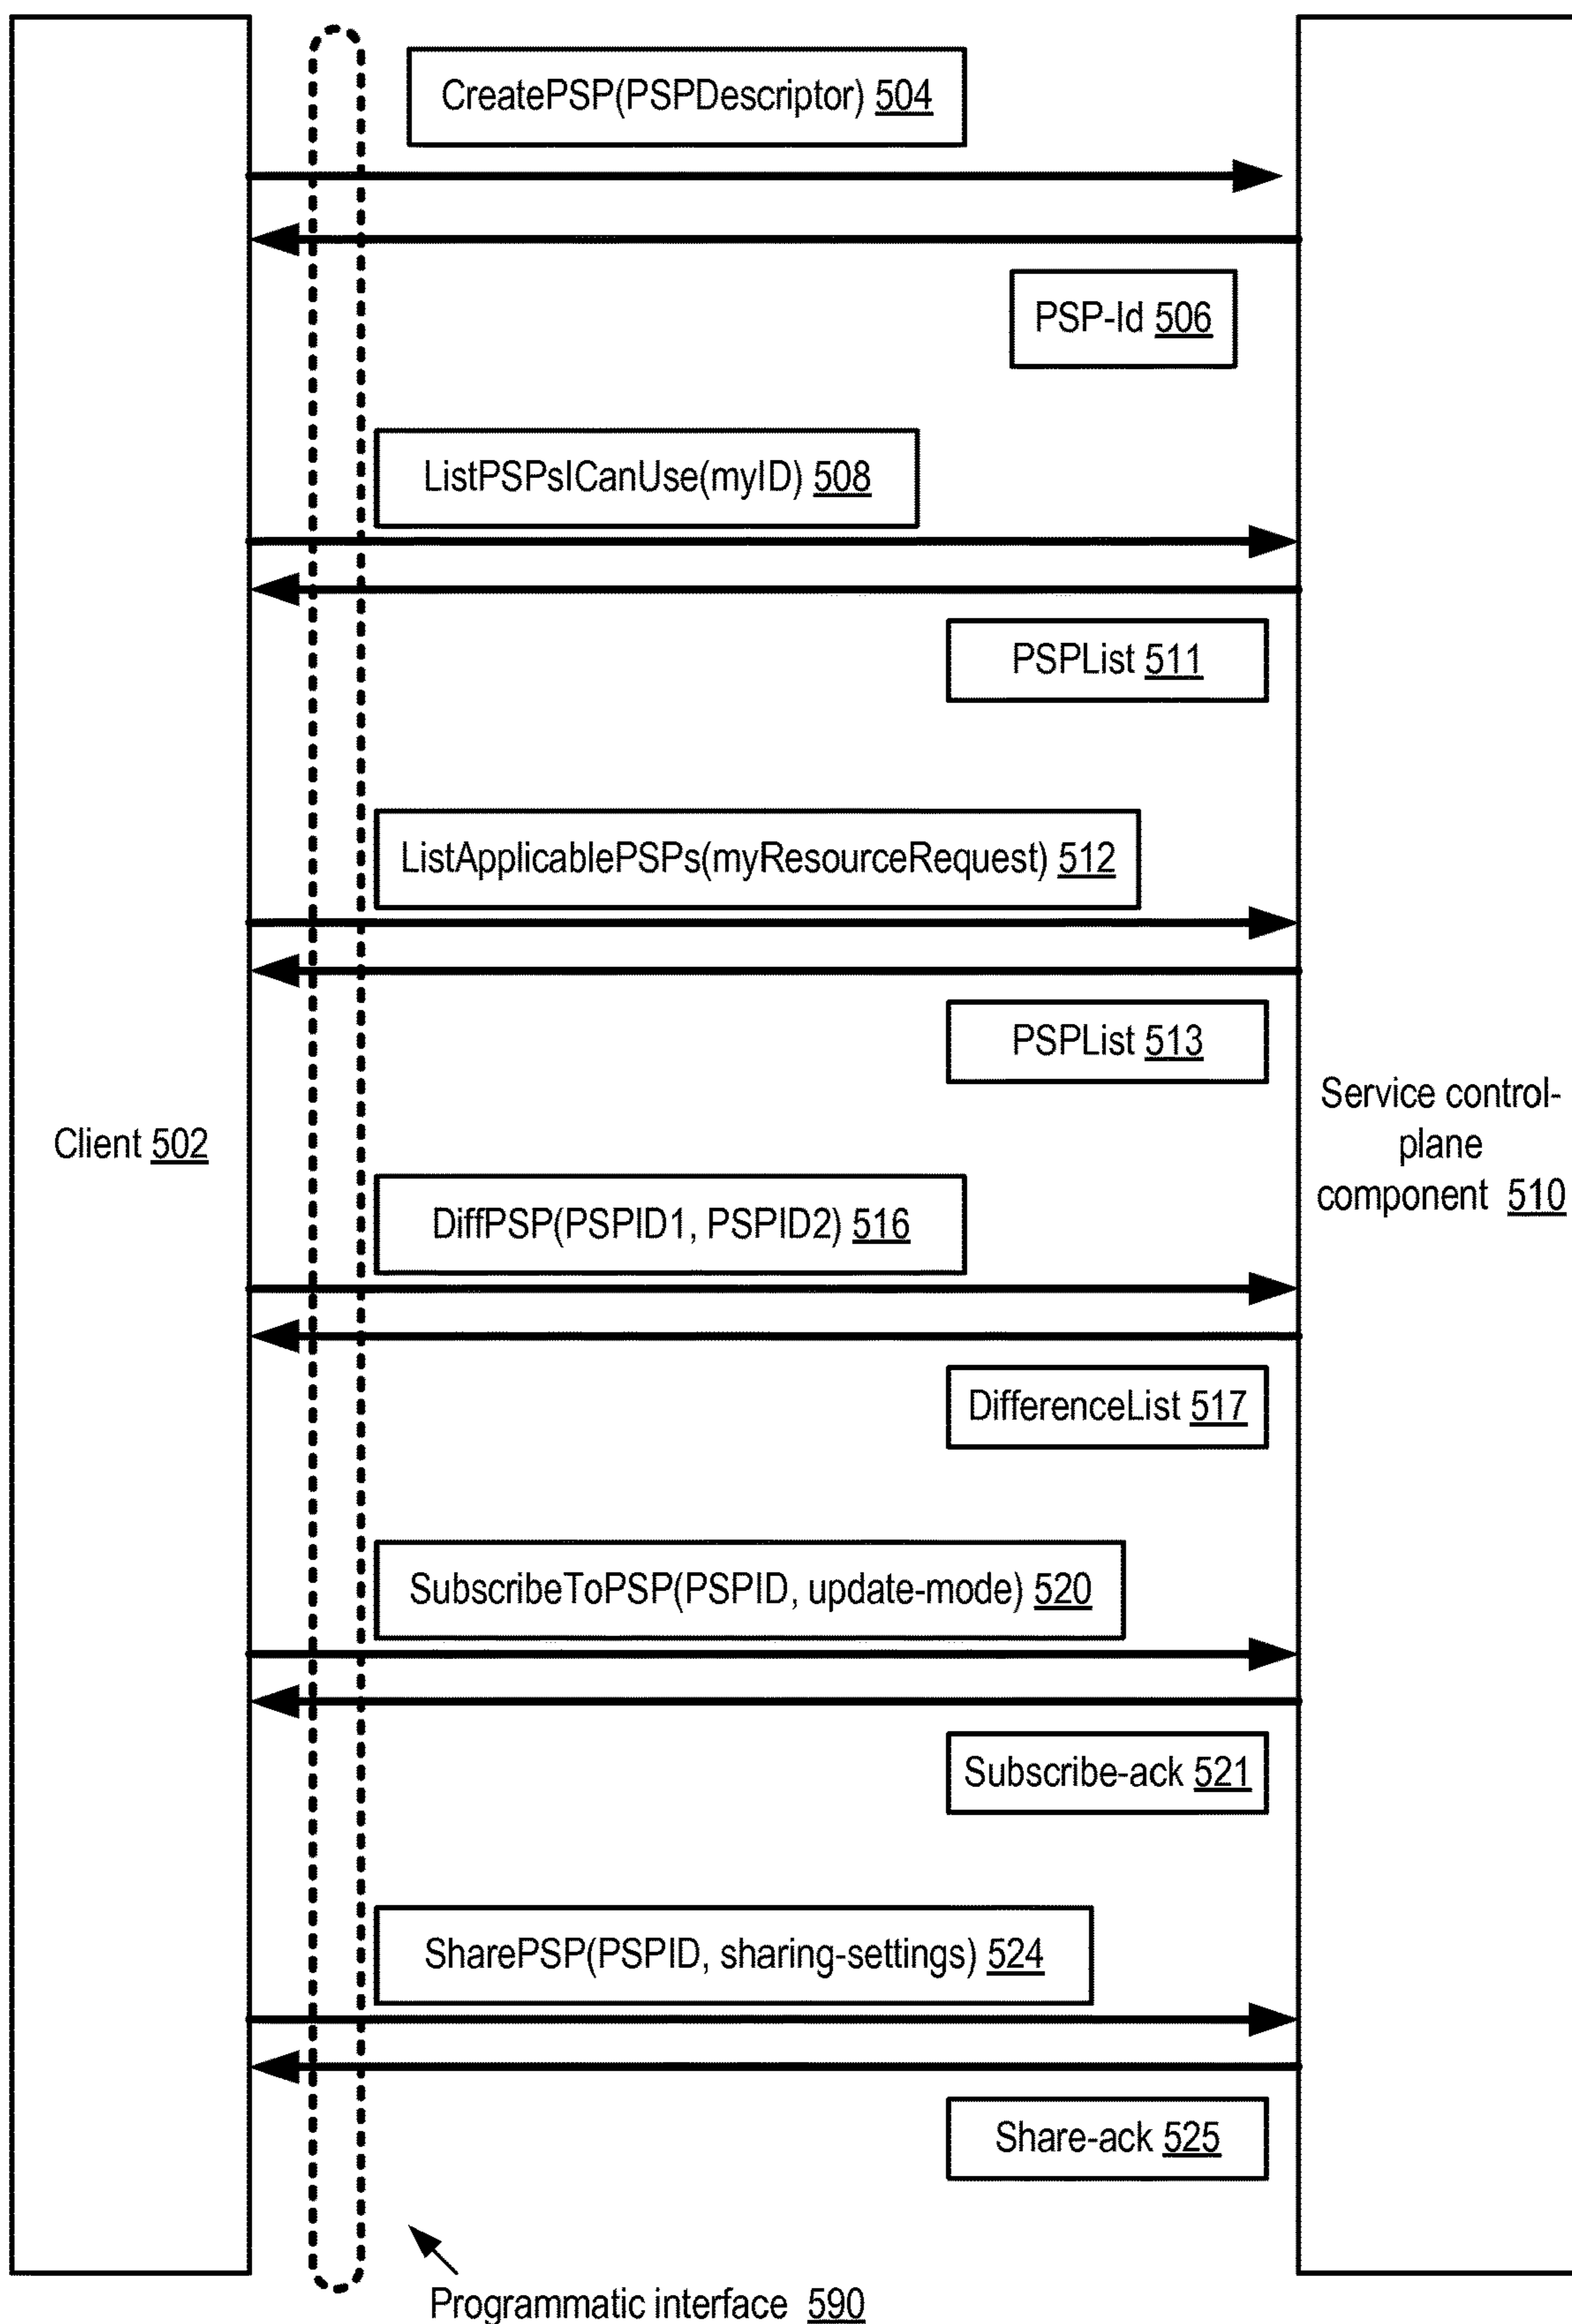 CreatePSP(PSPDescriptor) 504
PSP-Id 506
ListPSPsICanUse(myID) 508
PSPList 511
ListApplicablePSPs(myResourceRequest) 512
PSPList 513
Client 502
Service control-
plane
component 510
DiffPSP(PSPID1, PSPID2) 516
DifferenceList 517
SubscribeToPSP(PSPID, update-mode) 520
Subscribe-ack 521
SharePSP(PSPID, sharing-settings) 524
Share-ack 525
Programmatic interface 590